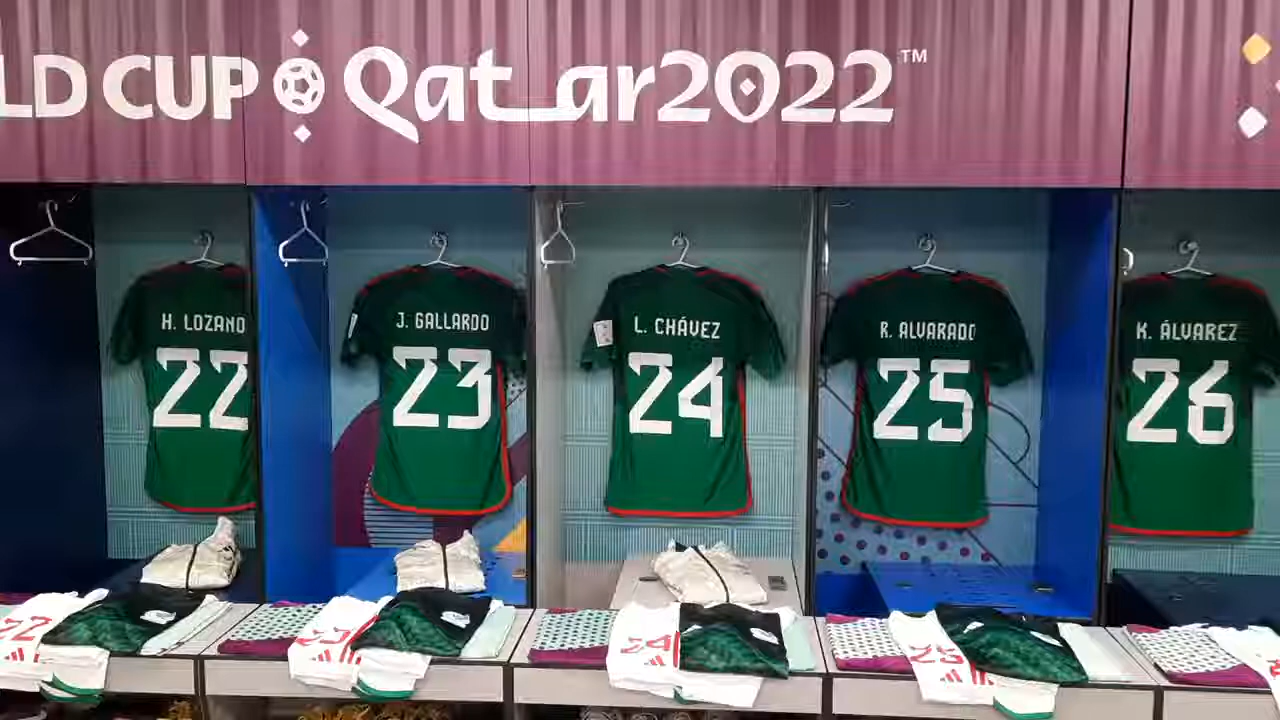 LD CUP Qatar2022™
H. LOZANO
22
J. GALLARDO
23
L. CHÁVEZ
24
R. ALVARADO
25
K. ÁLVAREZ
26
22
23
24
25